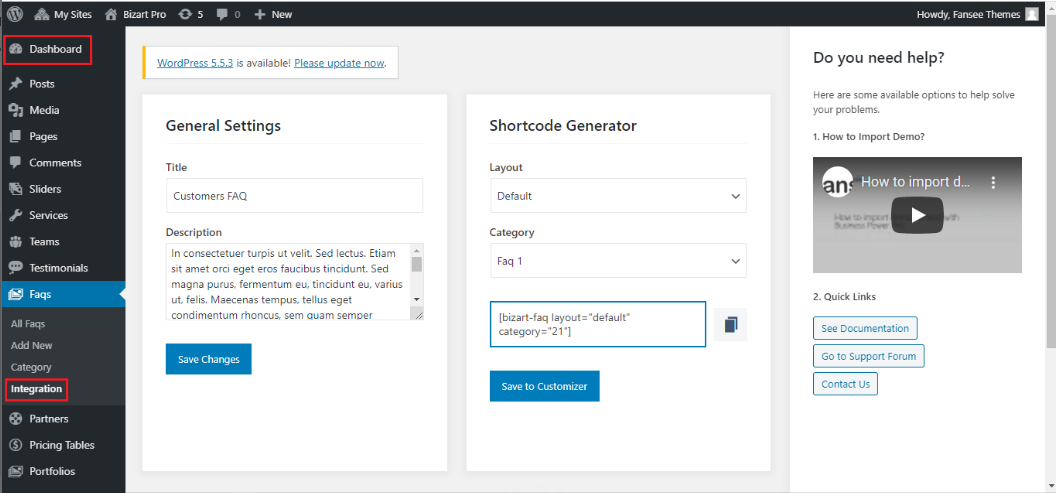 My Sites
Bizart Pro
5
0
New
Howdy, Fansee Themes
Dashboard
Posts
Media
Pages
Comments
Sliders
Services
Teams
Testimonials
Faqs
All Faqs
Add New
Category
Integration
Partners
Pricing Tables
Portfolios
WordPress 5.5.3 is available! Please update now.
General Settings
Title
Customers FAQ
Description
In consectetuer turpis ut velit. Sed lectus. Etiam
sit amet orci eget eros faucibus tincidunt. Sed
magna purus, fermentum eu, tincidunt eu, varius
ut, felis. Maecenas tempus, tellus eget
condimentum rhoncus, sem quam semper
Save Changes
Shortcode Generator
Layout
Default
Category
Faq 1
[bizart-faq layout="default"
category="21"]
Save to Customizer
Do you need help?
Here are some available options to help solve
your problems.
1. How to Import Demo?
ans
How to import d...
How to import
with
Business Power
2. Quick Links
See Documentation
Go to Support Forum
Contact Us